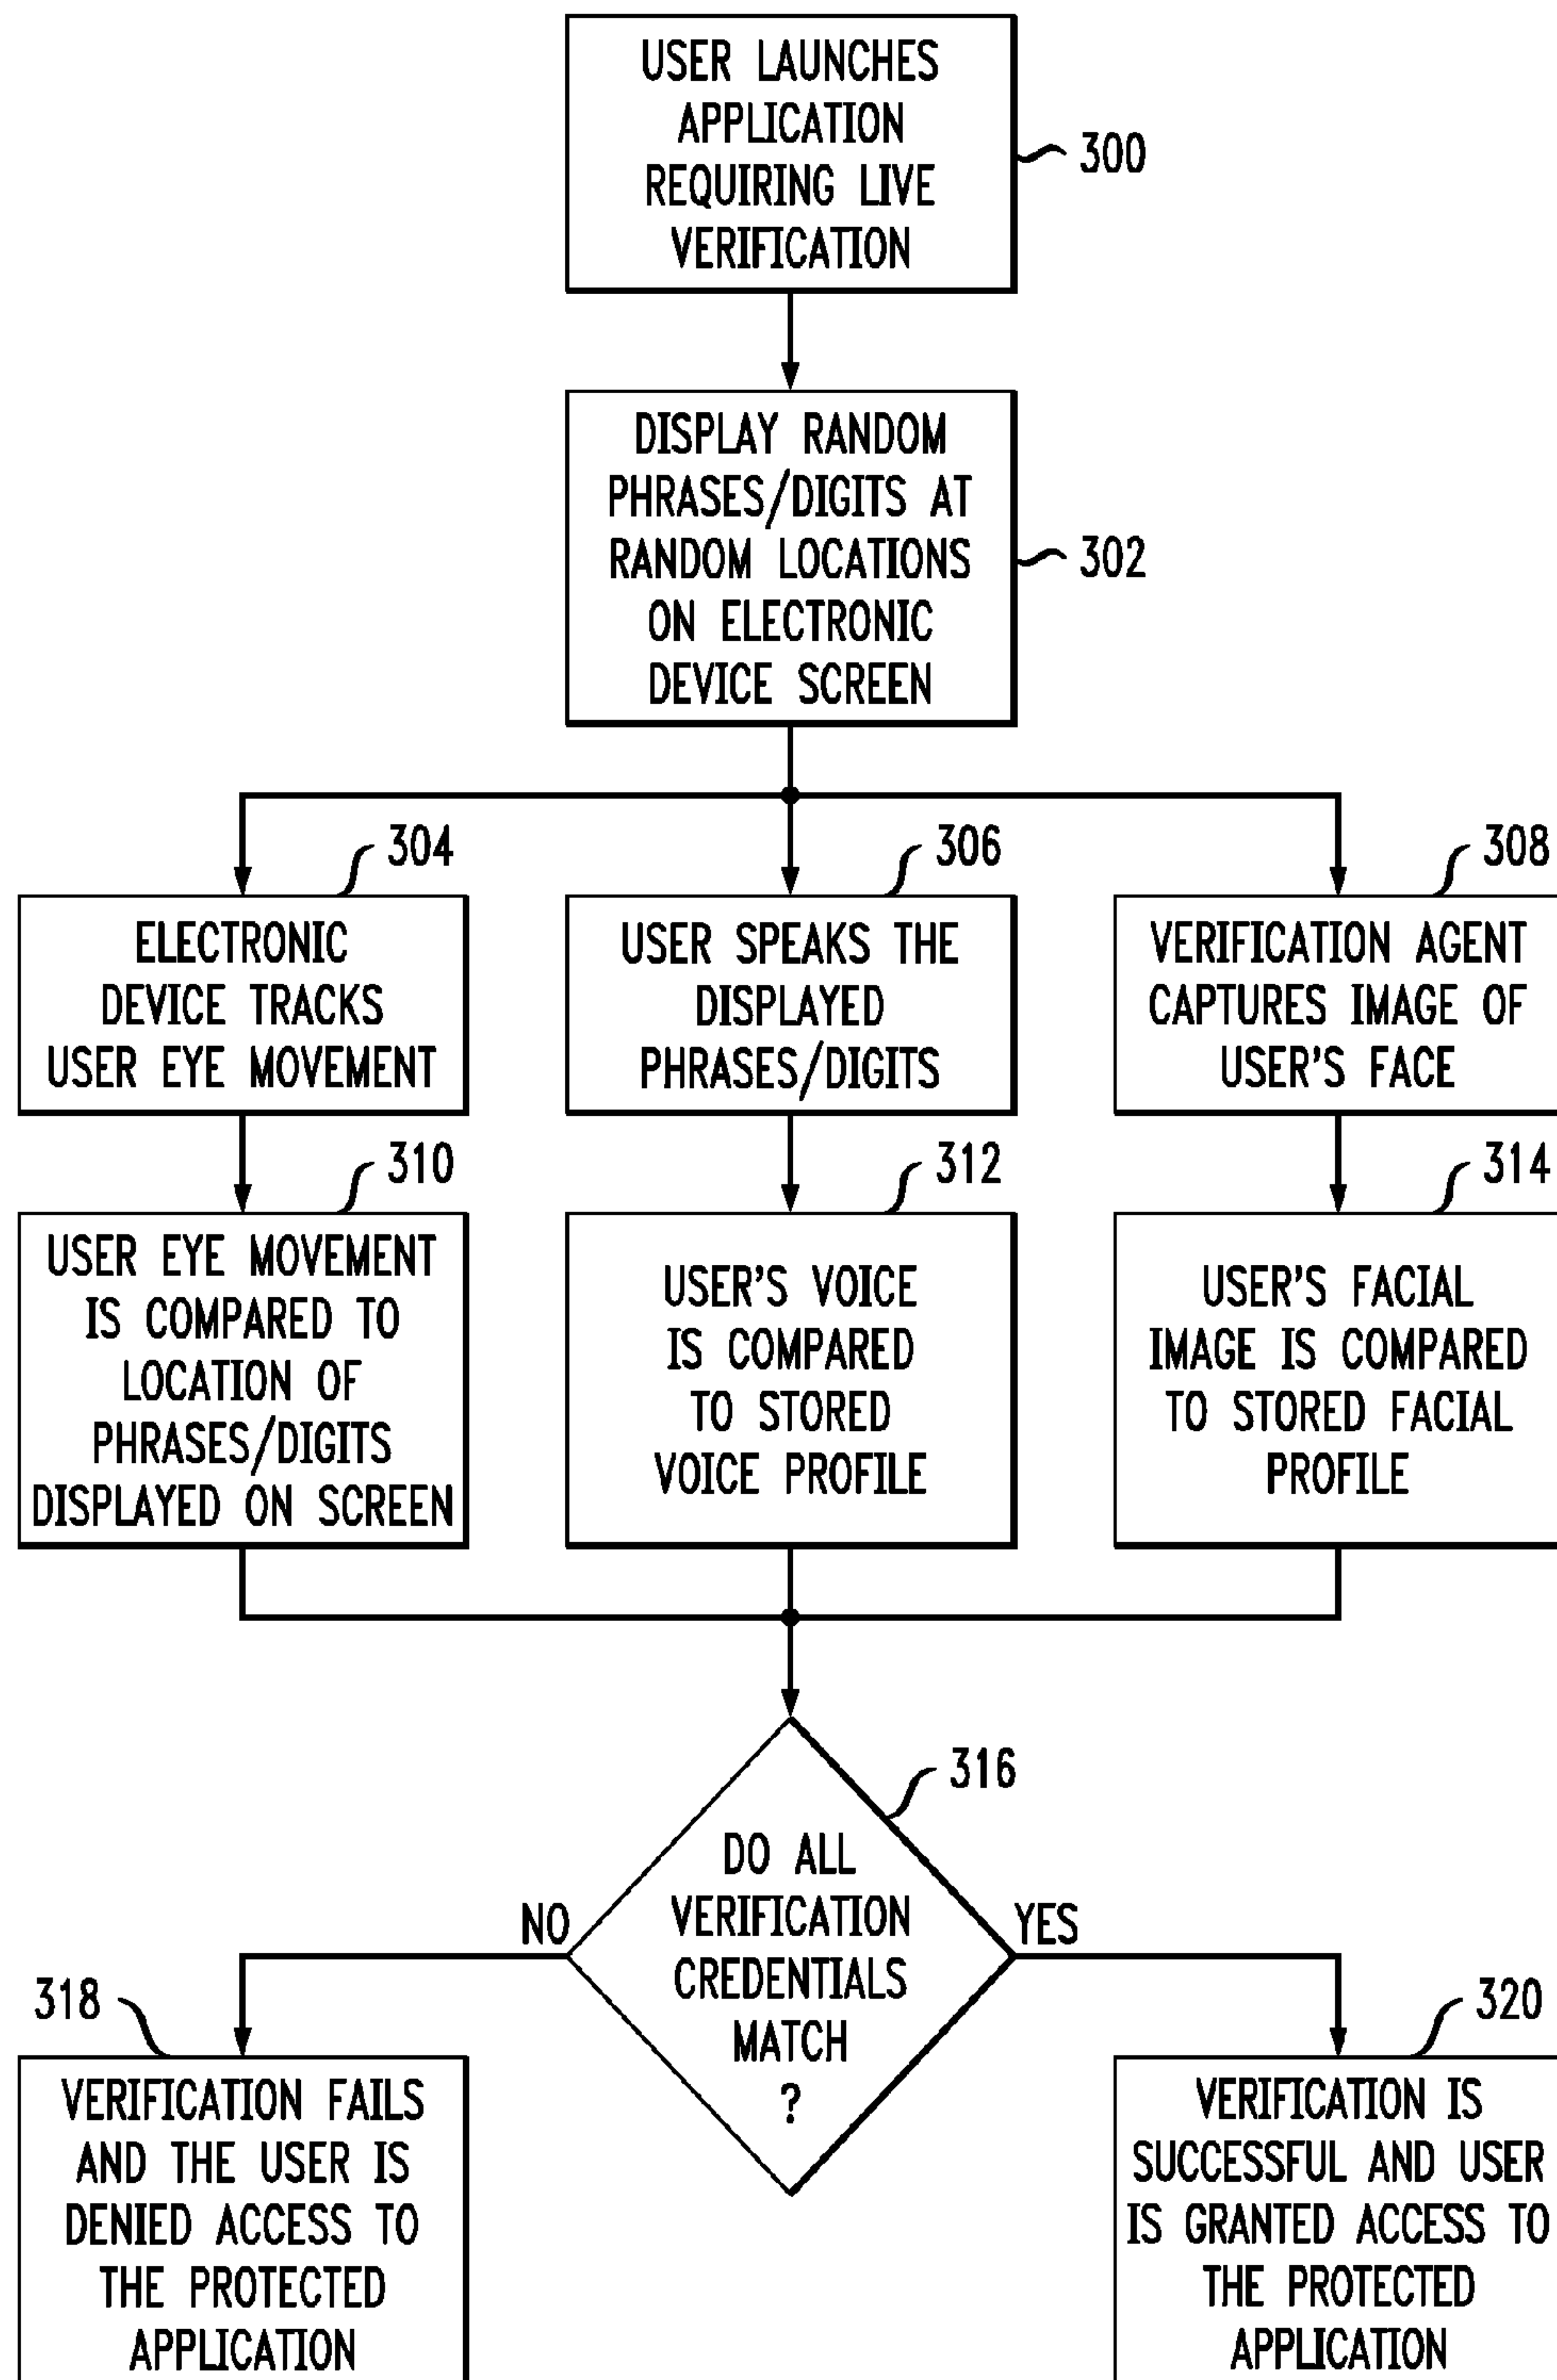 USER LAUNCHES
APPLICATION
REQUIRING LIVE
VERIFICATION
300
DISPLAY RANDOM
PHRASES/DIGITS AT
RANDOM LOCATIONS
ON ELECTRONIC
DEVICE SCREEN
302
304
ELECTRONIC
DEVICE TRACKS
USER EYE MOVEMENT
306
USER SPEAKS THE
DISPLAYED
PHRASES/DIGITS
308
VERIFICATION AGENT
CAPTURES IMAGE OF
USER'S FACE
310
USER EYE MOVEMENT
IS COMPARED TO
LOCATION OF
PHRASES/DIGITS
DISPLAYED ON SCREEN
312
USER'S VOICE
IS COMPARED
TO STORED
VOICE PROFILE
314
USER'S FACIAL
IMAGE IS COMPARED
TO STORED FACIAL
PROFILE
316
DO ALL
VERIFICATION
CREDENTIALS
MATCH
?
NO
YES
318
VERIFICATION FAILS
AND THE USER IS
DENIED ACCESS TO
THE PROTECTED
APPLICATION
320
VERIFICATION IS
SUCCESSFUL AND USER
IS GRANTED ACCESS TO
THE PROTECTED
APPLICATION